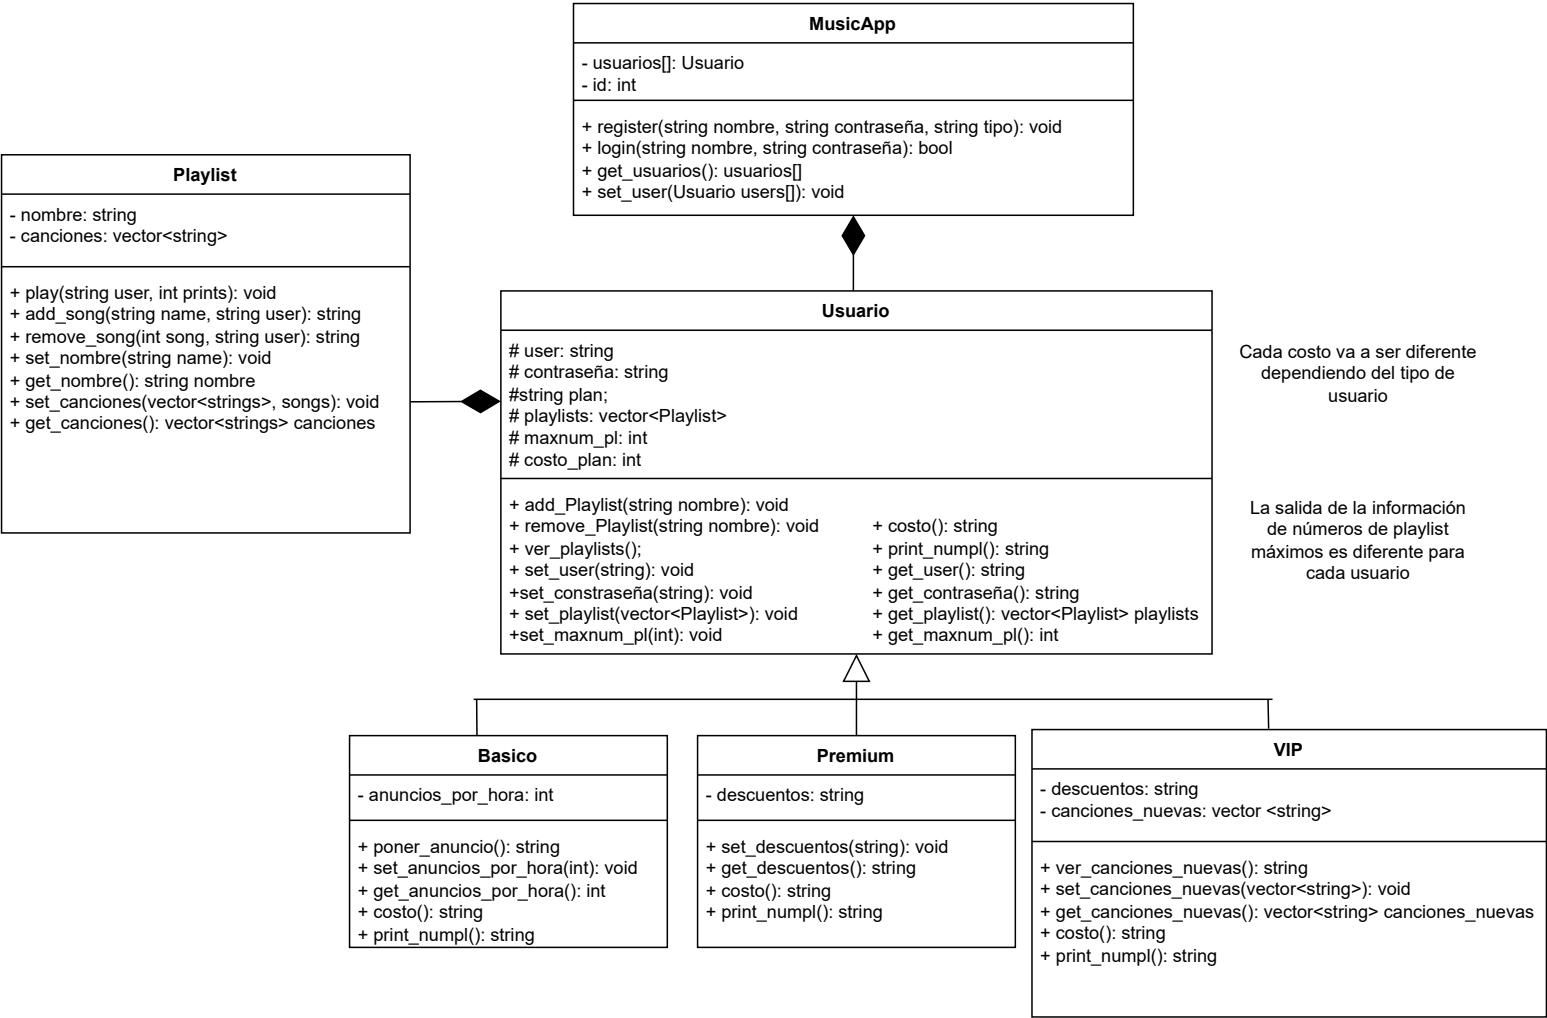 MusicApp
- usuarios[]: Usuario
- id: int
+ register(string nombre, string contraseña, string tipo): void
+ login(string nombre, string contraseña): bool
+ get_usuarios(): usuarios[]
+ set_user(Usuario users[]): void
Playlist
- nombre: string
- canciones: vector<string>
+ play(string user, int prints): void
+ add_song(string name, string user): string
+ remove_song(int song, string user): string
+ set_nombre(string name): void
+ get_nombre(): string nombre
+ set_canciones(vector<strings>, songs): void
+ get_canciones(): vector<strings> canciones
Usuario
# user: string
# contraseña: string
#string plan;
# playlists: vector<Playlist>
# maxnum_pl: int
# costo_plan: int
+ add_Playlist(string nombre): void
+ remove_Playlist(string nombre): void
+ ver_playlists();
+ set_user(string): void
+set_constraseña(string): void
+ set_playlist(vector<Playlist>): void
+set_maxnum_pl(int): void
+ costo(): string
+ print_numpl(): string
+ get_user(): string
+ get_contraseña(): string
+ get_playlist(): vector<Playlist> playlists
+ get_maxnum_pl(): int
Cada costo va a ser diferente
dependiendo del tipo de
usuario
La salida de la información
de números de playlist
máximos es diferente para
cada usuario
Basico
- anuncios_por_hora: int
+ poner_anuncio(): string
+ set_anuncios_por_hora(int): void
+ get_anuncios_por_hora(): int
+ costo(): string
+ print_numpl(): string
Premium
- descuentos: string
+ set_descuentos(string): void
+ get_descuentos(): string
+ costo(): string
+ print_numpl(): string
VIP
- descuentos: string
- canciones_nuevas: vector <string>
+ ver_canciones_nuevas(): string
+ set_canciones_nuevas(vector<string>): void
+ get_canciones_nuevas(): vector<string> canciones_nuevas
+ costo(): string
+ print_numpl(): string